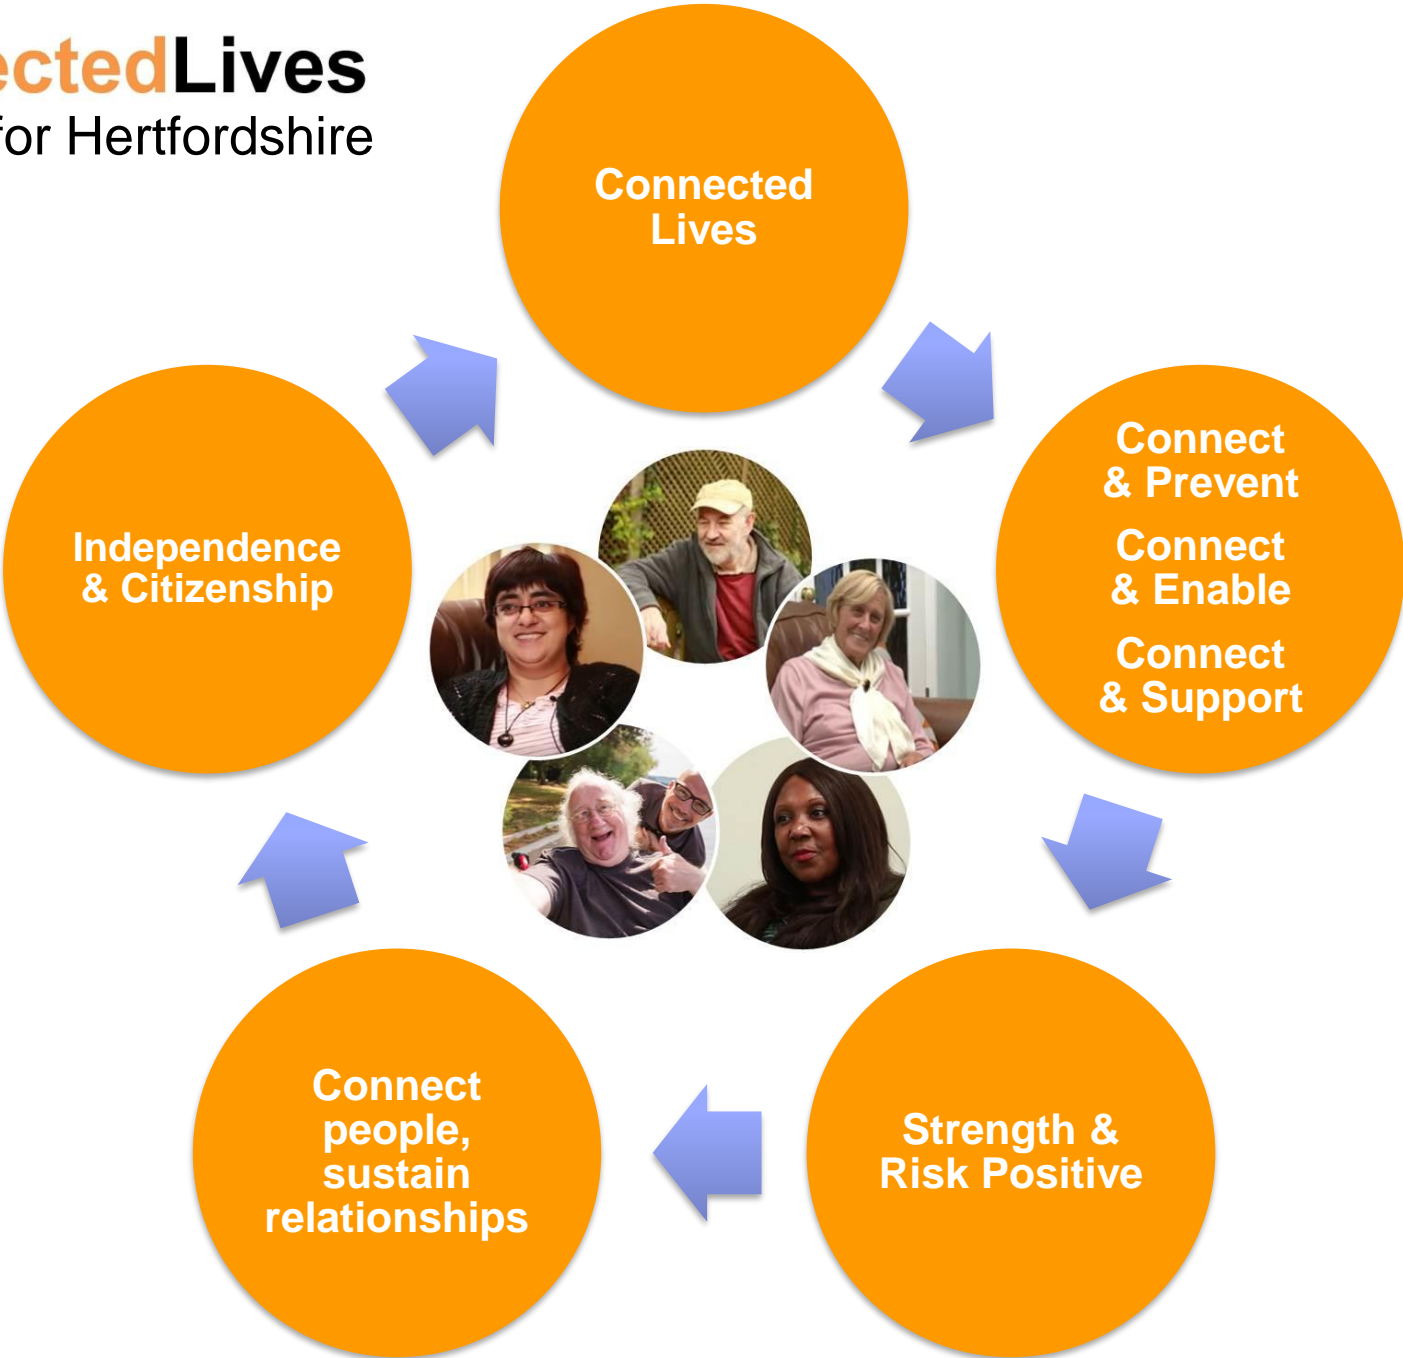 ectedLives
for Hertfordshire
Connected
Lives
Connect
& Prevent
Connect
& Enable
Connect
& Support
Strength &
Risk Positive
Connect
people,
sustain
relationships
Independence
& Citizenship